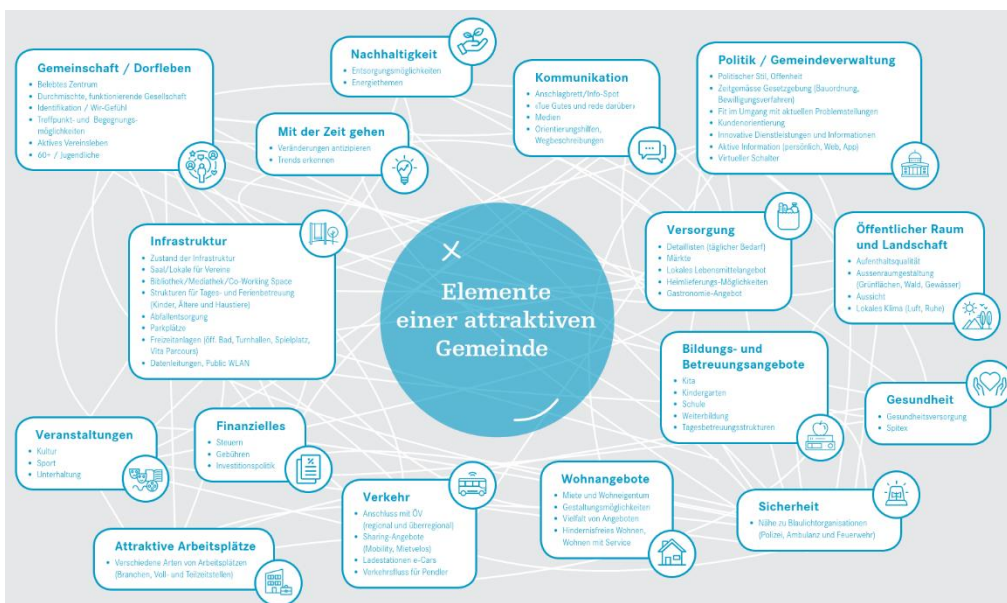 Gemeinschaft / Dorfleben
• Belebtes Zentrum
• Durchmischte, funktionierende Gesellschaft
• Identifikation / Wir-Gefühl
• Treffpunkt- und Begegnungs-
möglichkeiten
• Aktives Vereinsleben
• 60+ / Jugendliche
Nachhaltigkeit
• Entsorgungsmöglichkeiten
• Energiethemen
Mit der Zeit gehen
• Veränderungen antizipieren
• Trends erkennen
Kommunikation
• Anschlagbrett/Info-Spot
• «Tue Gutes und rede darüber»
• Medien
• Orientierungshilfen,
Wegbeschreibungen
Politik / Gemeindeverwaltung
• Politischer Stil, Offenheit
• Zeitgemässe Gesetzgebung (Bauordnung,
Bewilligungsverfahren)
• Fit im Umgang mit aktuellen Problemstellungen
• Kundenorientierung
• Innovative Dienstleistungen und Informationen
• Aktive Information (persönlich, Web, App)
• Virtueller Schalter
Infrastruktur
• Zustand der Infrastruktur
• Saal/Lokale für Vereine
• Bibliothek/Mediathek/Co-Working Space
• Strukturen für Tages- und Ferienbetreuung
(Kinder, Ältere und Haustiere)
• Abfallentsorgung
• Parkplätze
• Freizeitanlagen (öff. Bad, Turnhallen, Spielplatz,
Vita Parcours)
• Datenleitungen, Public WLAN
Elemente
einer attraktiven
Gemeinde
Versorgung
• Detaillisten (täglicher Bedarf)
• Märkte
• Lokales Lebensmittelangebot
• Heimlieferungs-Möglichkeiten
• Gastronomie-Angebot
Öffentlicher Raum
und Landschaft
• Aufenthaltsqualität
• Aussenraumgestaltung
(Grünflächen, Wald, Gewässer)
• Aussicht
• Lokales Klima (Luft, Ruhe)
Bildungs- und
Betreuungsangebote
• Kita
• Kindergarten
• Schule
• Weiterbildung
• Tagesbetreuungsstrukturen
Gesundheit
• Gesundheitsversorgung
• Spitex
Veranstaltungen
• Kultur
• Sport
• Unterhaltung
Finanzielles
• Steuern
• Gebühren
• Investitionspolitik
Verkehr
• Anschluss mit ÖV
(regional und überregional)
• Sharing-Angebote
(Mobility, Mietvelos)
• Ladestationen e-Cars
• Verkehrsfluss für Pendler
Wohnangebote
• Miete und Wohneigentum
• Gestaltungsmöglichkeiten
• Vielfalt von Angeboten
• Hindernisfreies Wohnen,
Wohnen mit Service
Sicherheit
• Nähe zu Blaulichtorganisationen
(Polizei, Ambulanz und Feuerwehr)
Attraktive Arbeitsplätze
• Verschiedene Arten von Arbeitsplätzen
(Branchen, Voll- und Teilzeitstellen)